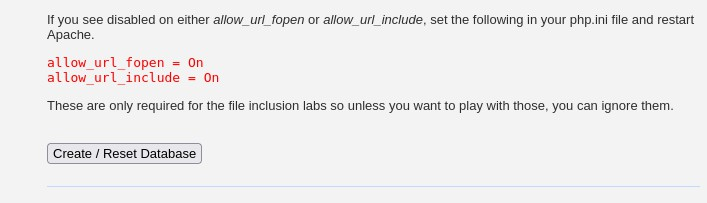 If you see disabled on either allow_url_fopen or allow_url_include, set the following in your php.ini file and restart
Apache.
allow_url_fopen = On
allow_url_include = On
These are only required for the file inclusion labs so unless you want to play with those, you can ignore them.
Create / Reset Database